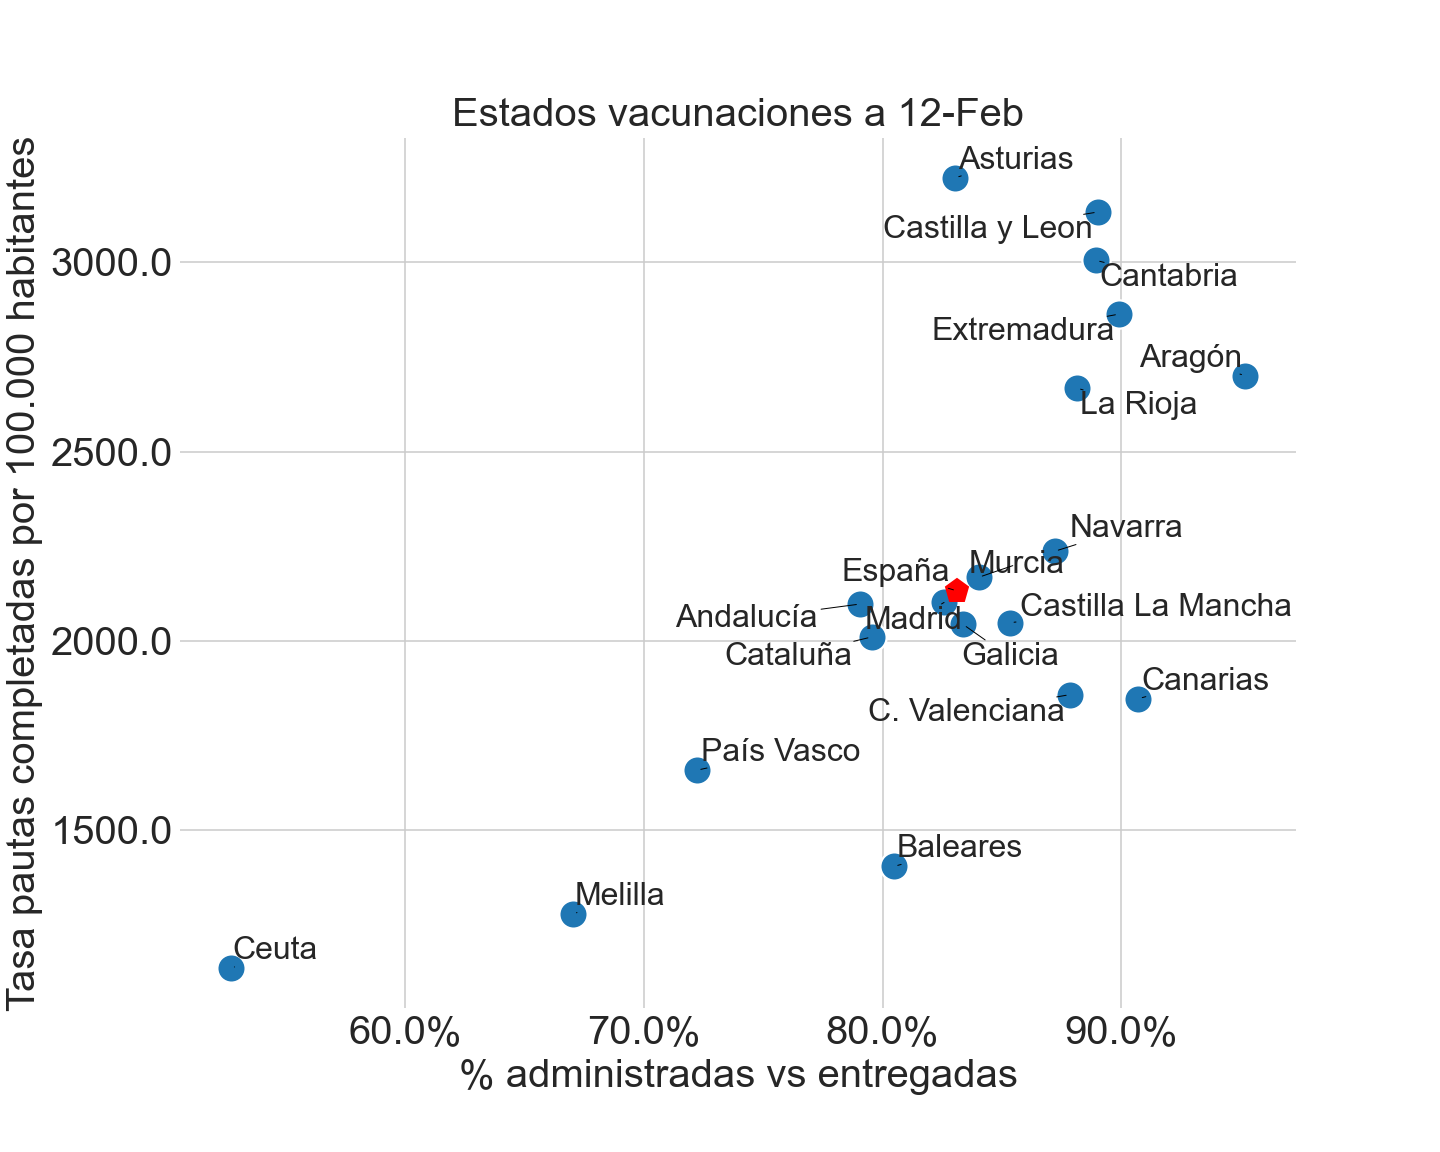 Estados vacunaciones a 12-Feb
Tasa pautas completadas por 100.000 habitantes
3000.0
2500.0
2000.0
1500.0
Asturias
Castilla y Leon
Cantabria
Extremadura
Aragón
La Rioja
Navarra
Murcia
España
Castilla La Mancha
Andalucía
Madrid
Cataluña
Galicia
Canarias
C. Valenciana
País Vasco
Baleares
Melilla
Ceuta
60.0%
70.0%
80.0%
90.0%
% administradas vs entregadas